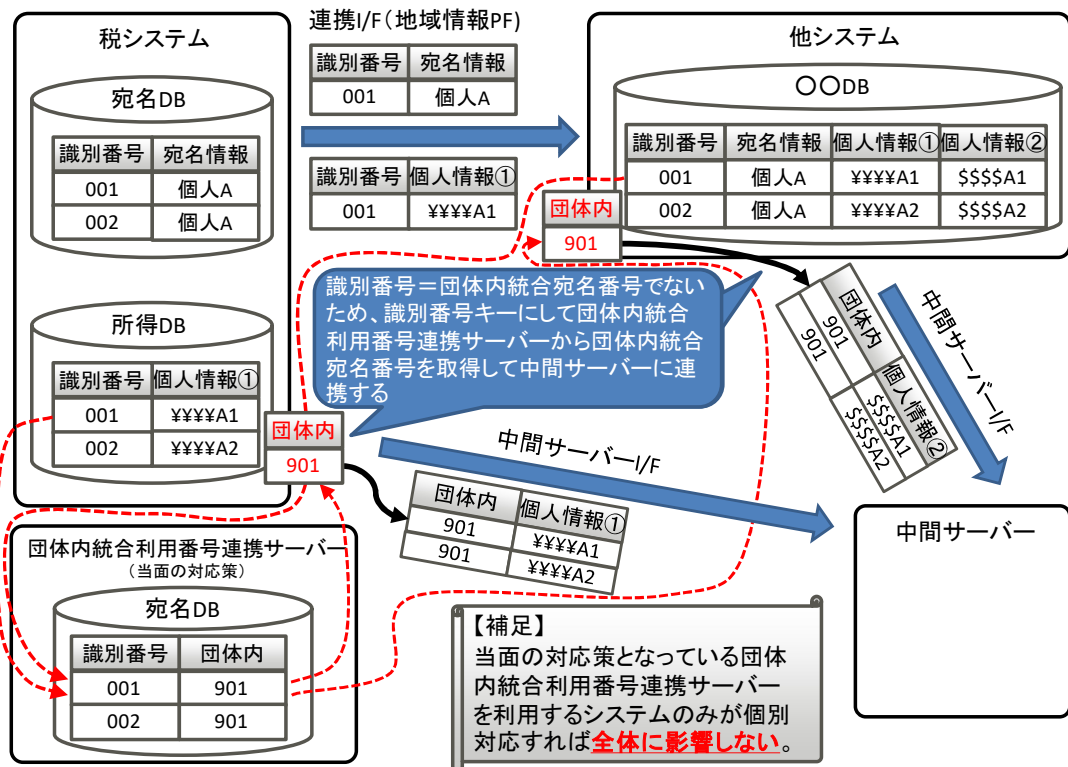 税システム
宛名DB
識別番号 宛名情報
001 個人A
002 個人A
所得DB
識別番号 個人情報①
001 ¥¥¥¥A1
002 ¥¥¥¥A2
団体内
901
連携I/F(地域情報PF)
識別番号 宛名情報
001 個人A
識別番号 個人情報①
001 ¥¥¥¥A1
他システム
〇〇DB
識別番号 宛名情報 個人情報① 個人情報②
001 個人A ¥¥¥¥A1 $$$$A1
002 個人A ¥¥¥¥A2 $$$$A2
団体内
901
識別番号=団体内統合宛名番号でない
ため、識別番号キーにして団体内統合
利用番号連携サーバーから団体内統合
宛名番号を取得して中間サーバーに連
携する
団体内 個人情報②
901 $$$$A1
901 $$$$A2
中間サーバーI/F
中間サーバーI/F
団体内 個人情報①
901 ¥¥¥¥A1
901 ¥¥¥¥A2
中間サーバー
団体内統合利用番号連携サーバー
(当面の対応策)
宛名DB
識別番号 団体内
001 901
002 901
【補足】
当面の対応策となっている団体
内統合利用番号連携サーバー
を利用するシステムのみが個別
対応すれば全体に影響しない。